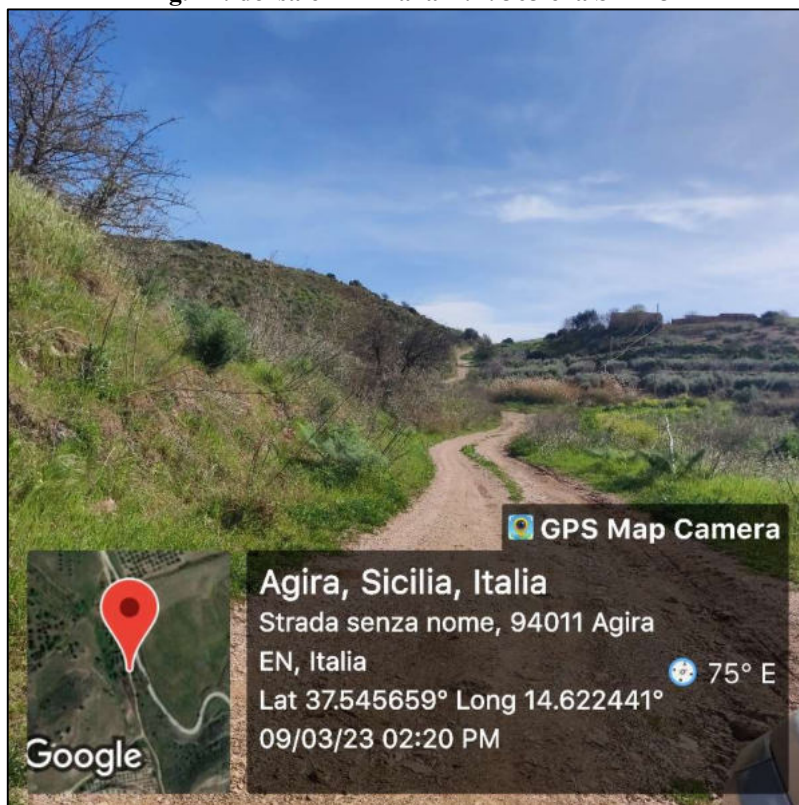 GPS Map Camera
Agira, Sicilia, Italia
Strada senza nome, 94011 Agira
EN, Italia
75° E
Lat 37.545659° Long 14.622441°
09/03/23 02:20 PM
Google